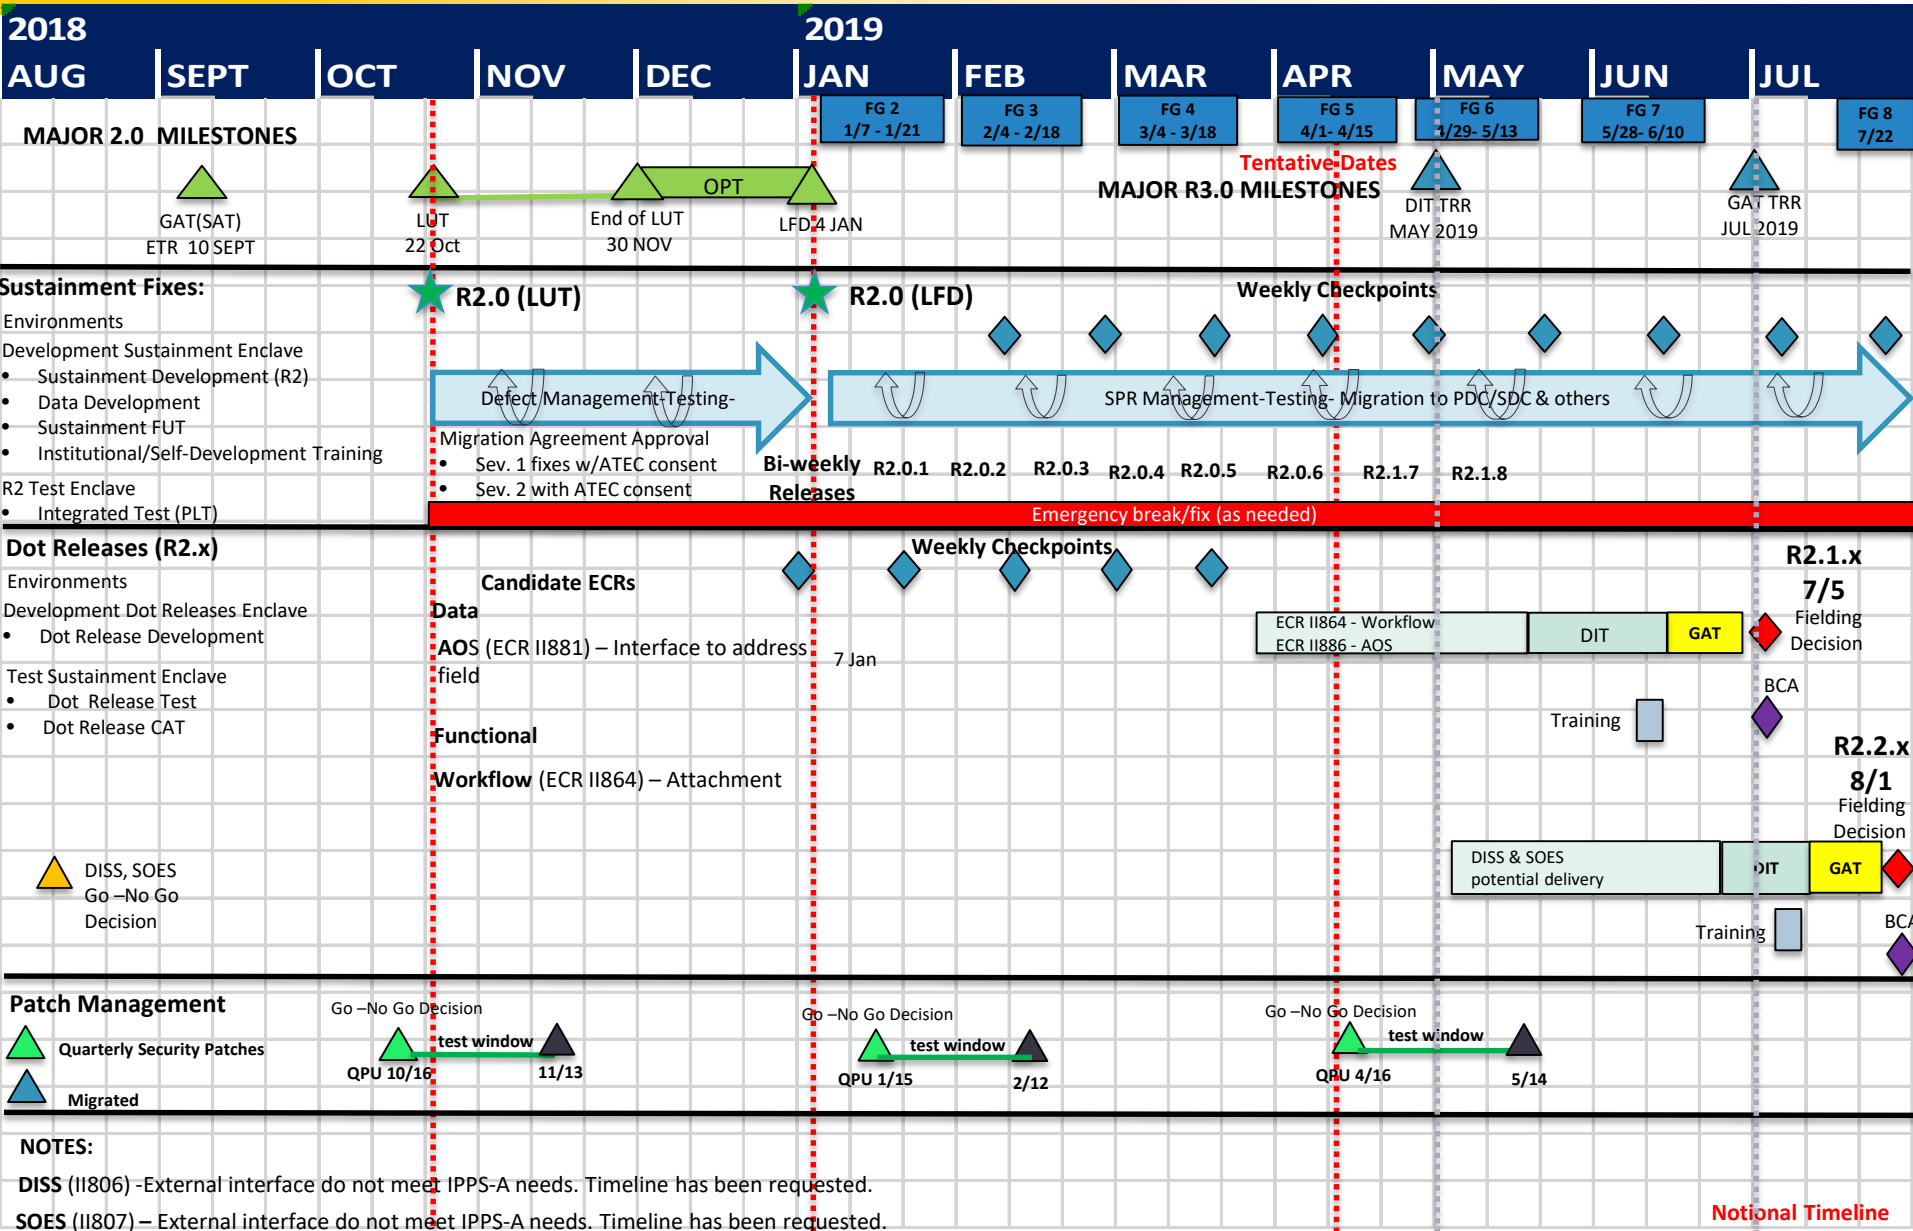 2018
2019
AUG
SEPT
OCT
NOV
DEC
JAN
FEB
MAR
APR
MAY
JUN
JUL
FG 2
1/7 - 1/21
FG 3
2/4 - 2/18
FG 4
3/4 - 3/18
FG 5
4/1- 4/15
FG 6
4/29- 5/13
FG 7
5/28- 6/10
FG 8
7/22
MAJOR 2.0  MILESTONES
GAT(SAT)
ETR  10 SEPT
LUT
22 Oct
End of LUT
30 NOV
OPT
LFD 4 JAN
Tentative Dates
MAJOR R3.0 MILESTONES
DIT TRR
MAY 2019
GAT TRR
JUL 2019
Sustainment Fixes:
Environments
Development Sustainment Enclave
• Sustainment Development (R2)
• Data Development
• Sustainment FUT
• Institutional/Self-Development Training
R2 Test Enclave
• Integrated Test (PLT)
R2.0 (LUT)
R2.0 (LFD)
Weekly Checkpoints
Defect Management-Testing-
SPR Management-Testing- Migration to PDC/SDC & others
Migration Agreement Approval
• Sev. 1 fixes w/ATEC consent
• Sev. 2 with ATEC consent
Bi-weekly
Releases
R2.0.1
R2.0.2
R2.0.3
R2.0.4
R2.0.5
R2.0.6
R2.1.7
R2.1.8
Emergency break/fix (as needed)
Dot Releases (R2.x)
Environments
Development Dot Releases Enclave
• Dot Release Development
Test Sustainment Enclave
• Dot  Release Test
• Dot Release CAT
Weekly Checkpoints
Candidate ECRs
Data
AOS (ECR II881) – Interface to address
field
7 Jan
Functional
Workflow (ECR II864) – Attachment
ECR II864 - Workflow
ECR II886 - AOS
DIT
GAT
R2.1.x
7/5
Fielding
Decision
Training
BCA
R2.2.x
8/1
Fielding
Decision
DISS, SOES
Go –No Go
Decision
DISS & SOES
potential delivery
DIT
GAT
Training
BCA
Patch Management
Quarterly Security Patches
Migrated
Go –No Go Decision
test window
QPU 10/16
11/13
Go –No Go Decision
test window
QPU 1/15
2/12
Go –No Go Decision
test window
QPU 4/16
5/14
NOTES:
DISS (II806) -External interface do not meet IPPS-A needs. Timeline has been requested.
SOES (II807) – External interface do not meet IPPS-A needs. Timeline has been requested.
Notional Timeline